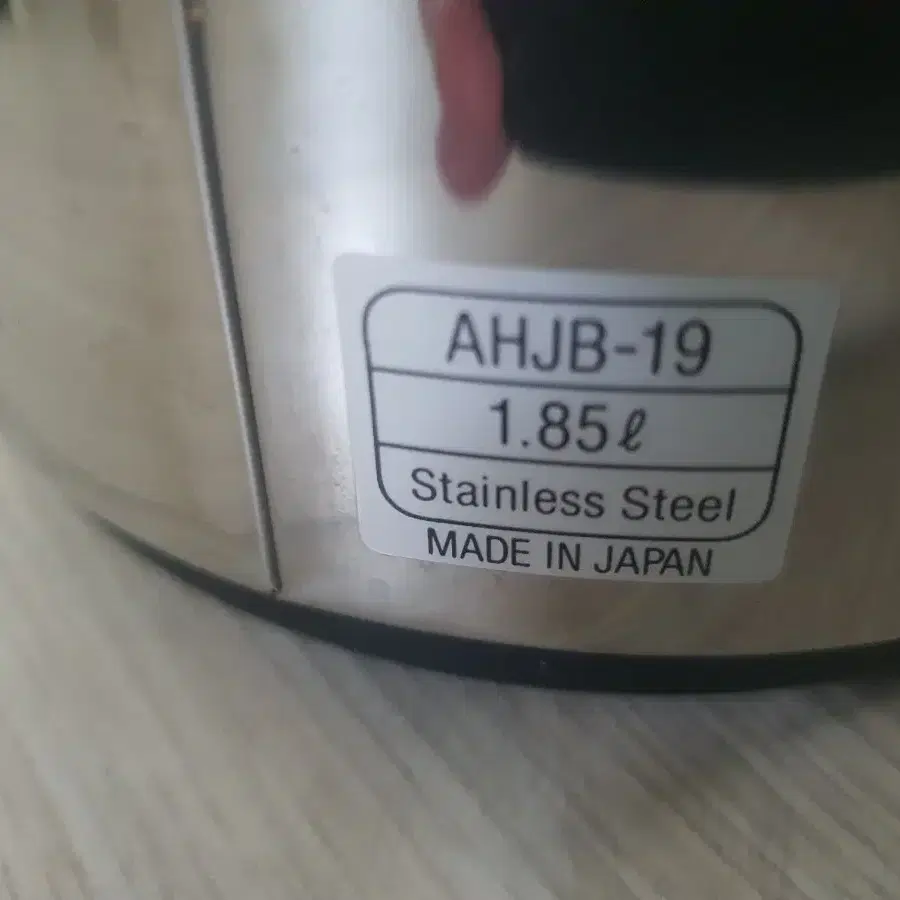 AHJB-19
1.85ℓ
Stainless Steel
MADE IN JAPAN